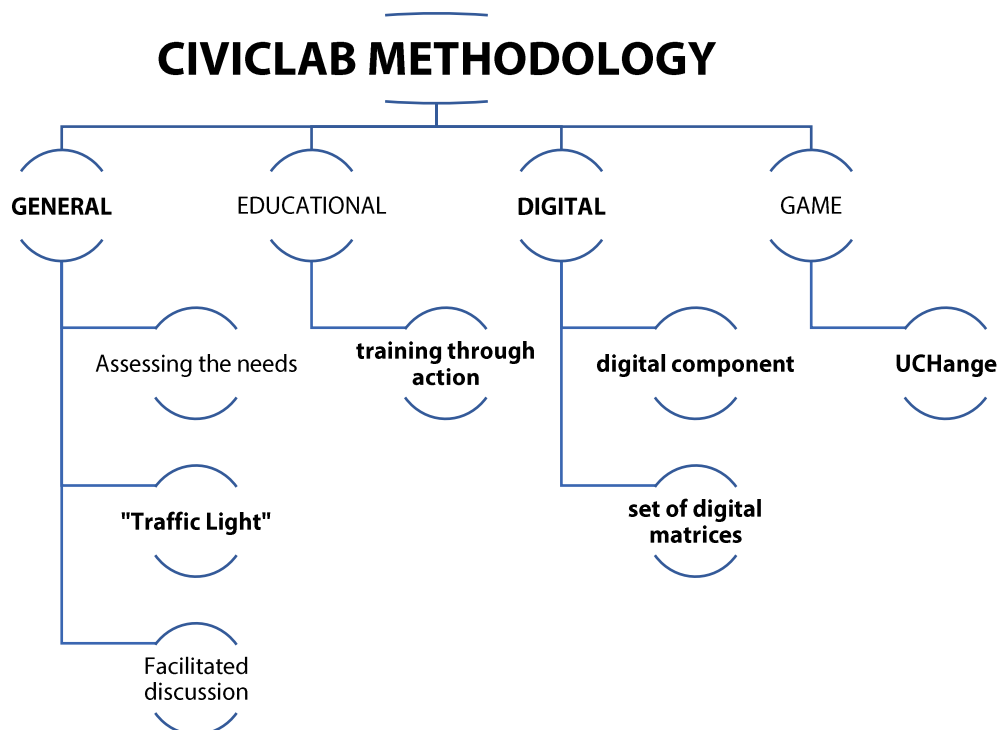 CIVICLAB METHODOLOGY
GENERAL
EDUCATIONAL
DIGITAL
GAME
Assessing the needs
training through
action
digital component
UCHange
"Traffic Light"
set of digital
matrices
Facilitated
discussion